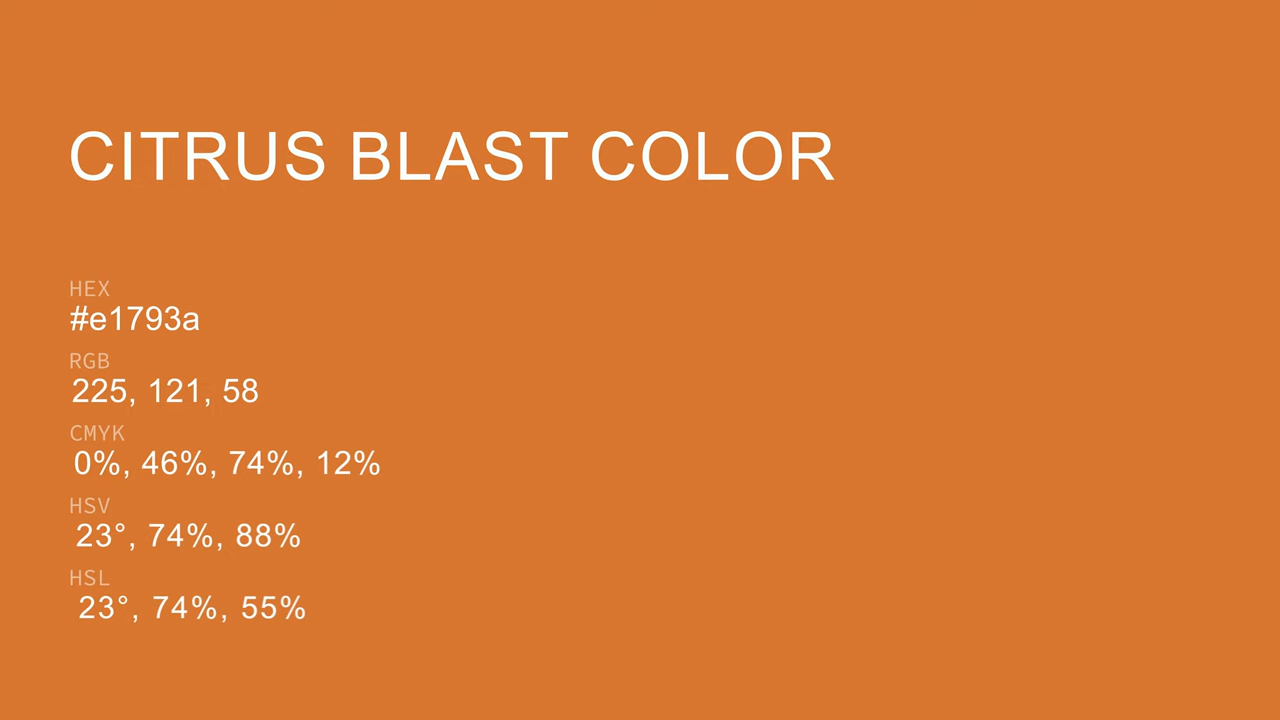 CITRUS BLAST COLOR
HEX
#e1793a
RGB
225, 121, 58
CMYK
0%, 46%, 74%, 12%
HSV
23°, 74%, 88%
HSL
23°, 74%, 55%